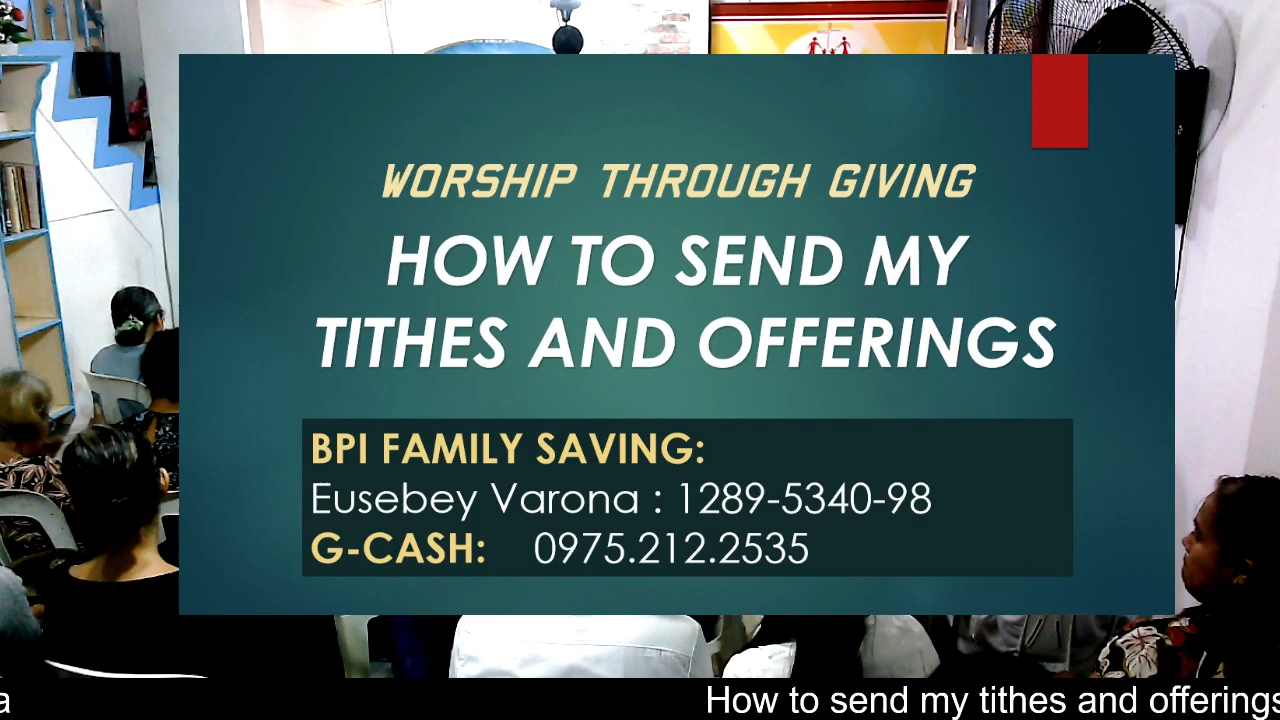 WORSHIP THROUGH GIVING
HOW TO SEND MY
TITHES AND OFFERINGS
BPI FAMILY SAVING:
Eusebey Varona : 1289-5340-98
G-CASH: 0975.212.2535
a How to send my tithes and offerings